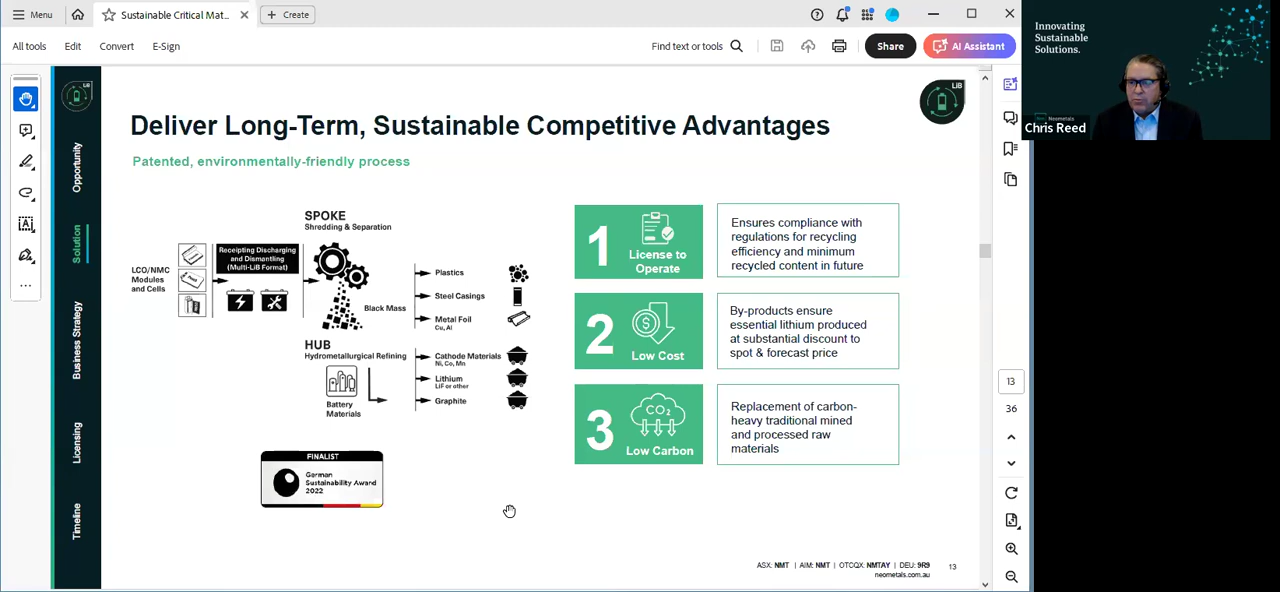 Menu
Sustainable Critical Mat...
Create
All tools
Edit
Convert
E-Sign
Find text or tools
Share
AI Assistant
Innovating
Sustainable
Solutions.
Neometals
Chris Reed
LiB
Opportunity
Solution
Business Strategy
Licensing
Timeline
LiB
Deliver Long-Term, Sustainable Competitive Advantages
Patented, environmentally-friendly process
SPOKE
Shredding & Separation
Receipting Discharging
and Dismantling
(Multi-LiB Format)
LCO/NMC
Modules
and Cells
Black Mass
Plastics
Steel Casings
Metal Foil
Cu, Al
HUB
Hydrometallurgical Refining
Battery
Materials
Cathode Materials
Ni, Co, Mn
Lithium
LiF or other
Graphite
FINALIST
German
Sustainability Award
2022
1
License to
Operate
Ensures compliance with
regulations for recycling
efficiency and minimum
recycled content in future
2
Low Cost
By-products ensure
essential lithium produced
at substantial discount to
spot & forecast price
3
CO2
Low Carbon
Replacement of carbon-
heavy traditional mined
and processed raw
materials
ASX: NMT | AIM: NMT | OTCQX: NMTAY | DEU: 9R9
neometals.com.au
13
13
36